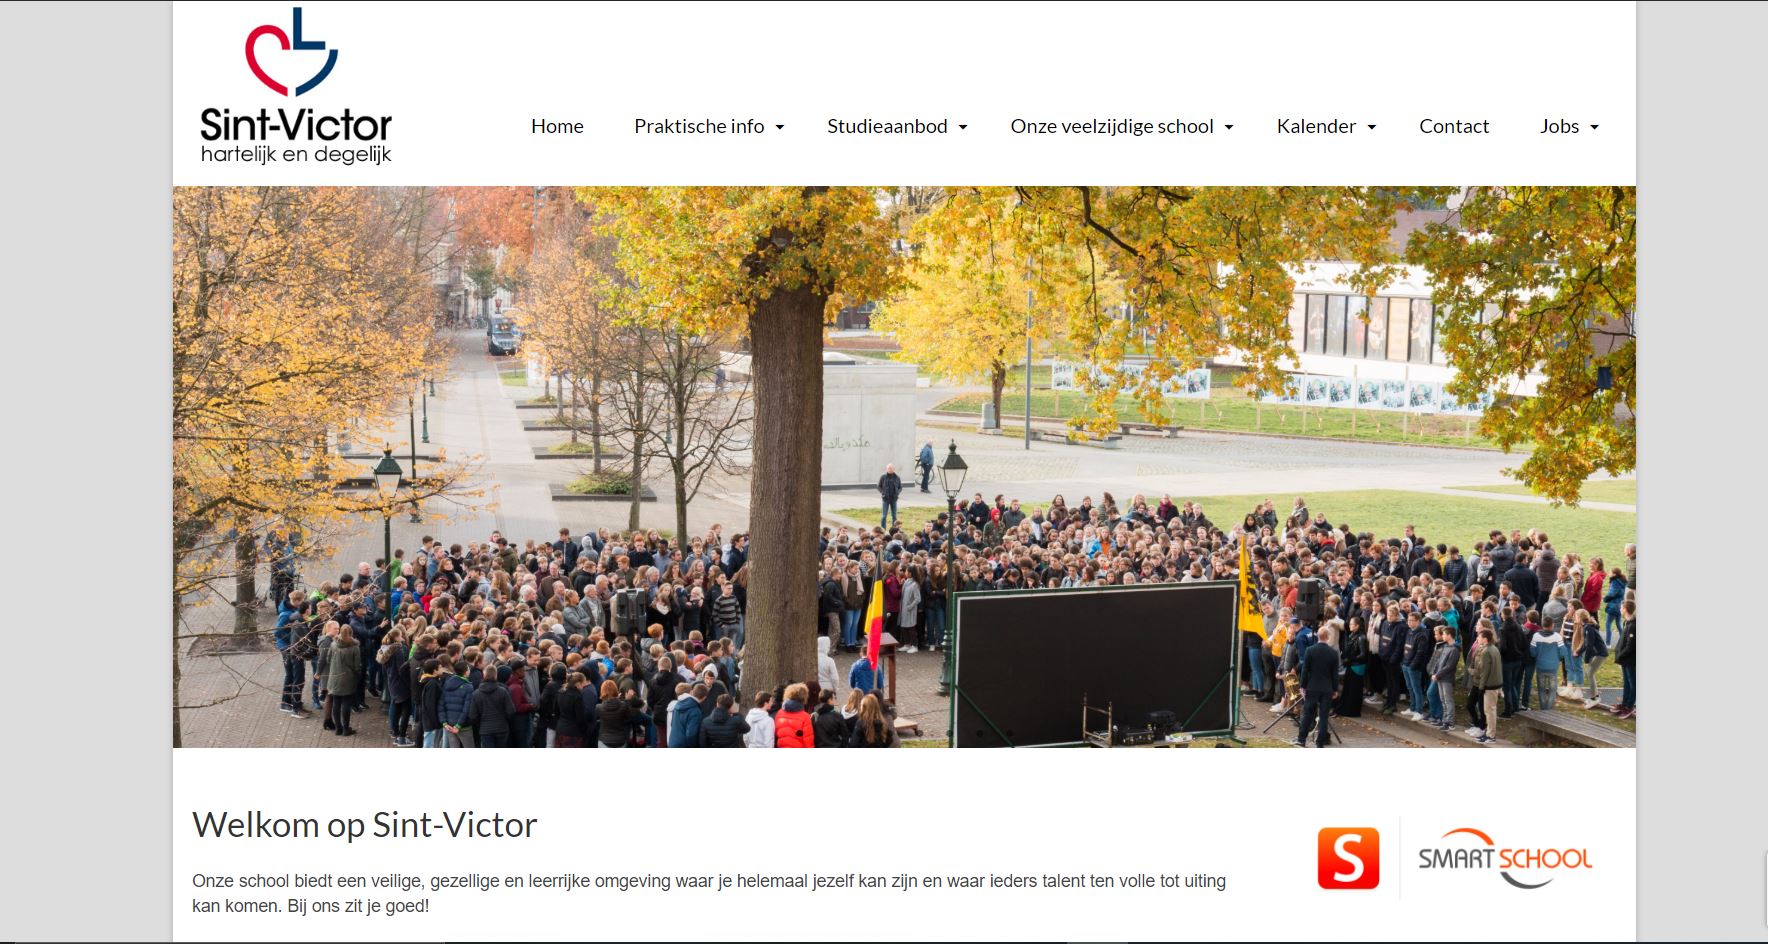 Sint-Victor
hartelijk en degelijk
Home Praktische info Studieaanbod Onze veelzijdige school Kalender Contact Jobs
Welkom op Sint-Victor
Onze school biedt een veilige, gezellige en leerrijke omgeving waar je helemaal jezelf kan zijn en waar ieders talent ten volle tot uiting
kan komen. Bij ons zit je goed!
S SMARTSCHOOL